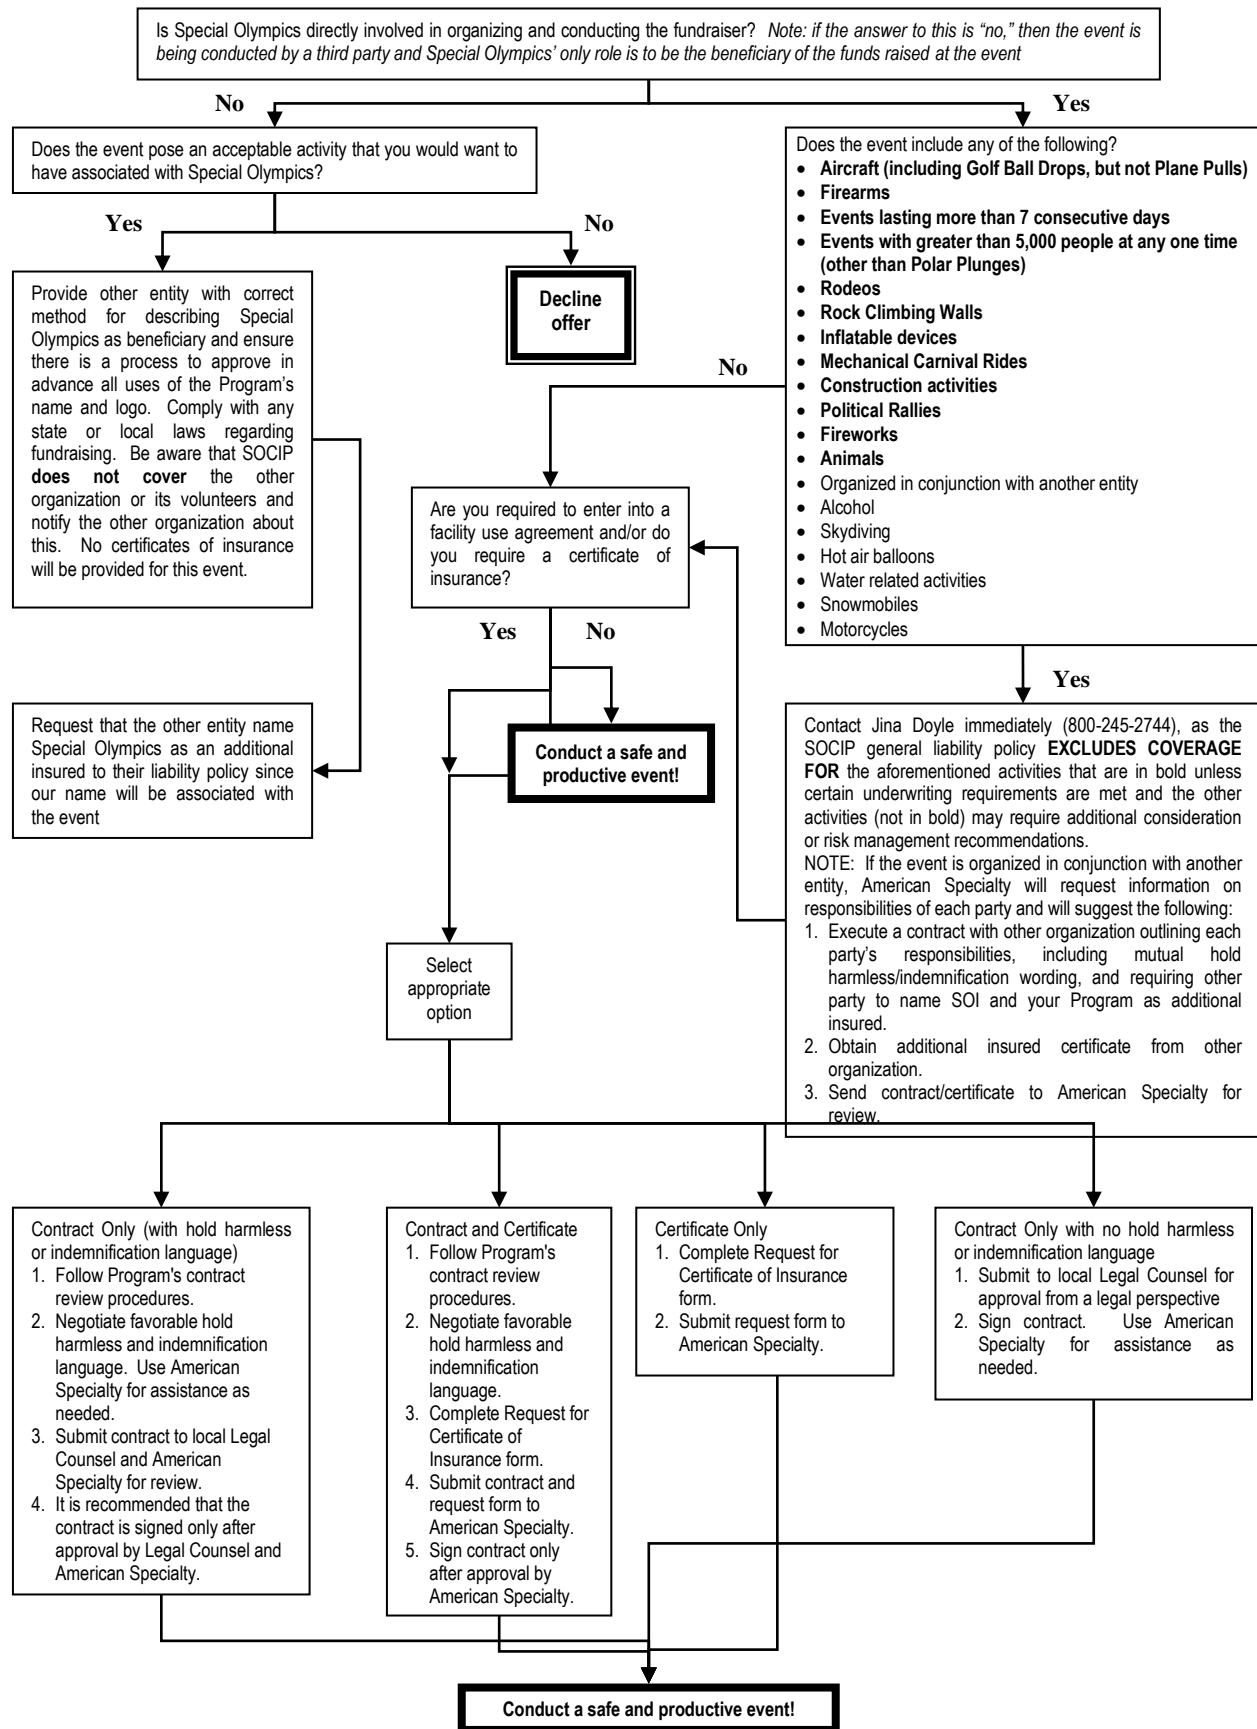 Is Special Olympics directly involved in organizing and conducting the fundraiser? Note: if the answer to this is “no,” then the event is
being conducted by a third party and Special Olympics’ only role is to be the beneficiary of the funds raised at the event
No
Yes
Does the event pose an acceptable activity that you would want to
have associated with Special Olympics?
Yes
No
Provide other entity with correct
method for describing Special
Olympics as beneficiary and ensure
there is a process to approve in
advance all uses of the Program’s
name and logo. Comply with any
state or local laws regarding
fundraising. Be aware that SOCIP
does not cover the other
organization or its volunteers and
notify the other organization about
this. No certificates of insurance
will be provided for this event.
Decline
offer
Request that the other entity name
Special Olympics as an additional
insured to their liability policy since
our name will be associated with
the event
Does the event include any of the following?
• Aircraft (including Golf Ball Drops, but not Plane Pulls)
• Firearms
• Events lasting more than 7 consecutive days
• Events with greater than 5,000 people at any one time
(other than Polar Plunges)
• Rodeos
• Rock Climbing Walls
• Inflatable devices
• Mechanical Carnival Rides
• Construction activities
• Political Rallies
• Fireworks
• Animals
• Organized in conjunction with another entity
• Alcohol
• Skydiving
• Hot air balloons
• Water related activities
• Snowmobiles
• Motorcycles
No
Yes
Are you required to enter into a
facility use agreement and/or do
you require a certificate of
insurance?
Yes
No
Conduct a safe and
productive event!
Contact Jina Doyle immediately (800-245-2744), as the
SOCIP general liability policy EXCLUDES COVERAGE
FOR the aforementioned activities that are in bold unless
certain underwriting requirements are met and the other
activities (not in bold) may require additional consideration
or risk management recommendations.
NOTE: If the event is organized in conjunction with another
entity, American Specialty will request information on
responsibilities of each party and will suggest the following:
1. Execute a contract with other organization outlining each
party’s responsibilities, including mutual hold
harmless/indemnification wording, and requiring other
party to name SOI and your Program as additional
insured.
2. Obtain additional insured certificate from other
organization.
3. Send contract/certificate to American Specialty for
review.
Select
appropriate
option
Contract Only (with hold harmless
or indemnification language)
1. Follow Program's contract
review procedures.
2. Negotiate favorable hold
harmless and indemnification
language. Use American
Specialty for assistance as
needed.
3. Submit contract to local Legal
Counsel and American
Specialty for review.
4. It is recommended that the
contract is signed only after
approval by Legal Counsel and
American Specialty.
Contract and Certificate
1. Follow Program's
contract review
procedures.
2. Negotiate favorable
hold harmless and
indemnification
language.
3. Complete Request for
Certificate of
Insurance form.
4. Submit contract and
request form to
American Specialty.
5. Sign contract only
after approval by
American Specialty.
Certificate Only
1. Complete Request for
Certificate of Insurance
form.
2. Submit request form to
American Specialty.
Contract Only with no hold harmless
or indemnification language
1. Submit to local Legal Counsel for
approval from a legal perspective
2. Sign contract. Use American
Specialty for assistance as
needed.
Conduct a safe and productive event!